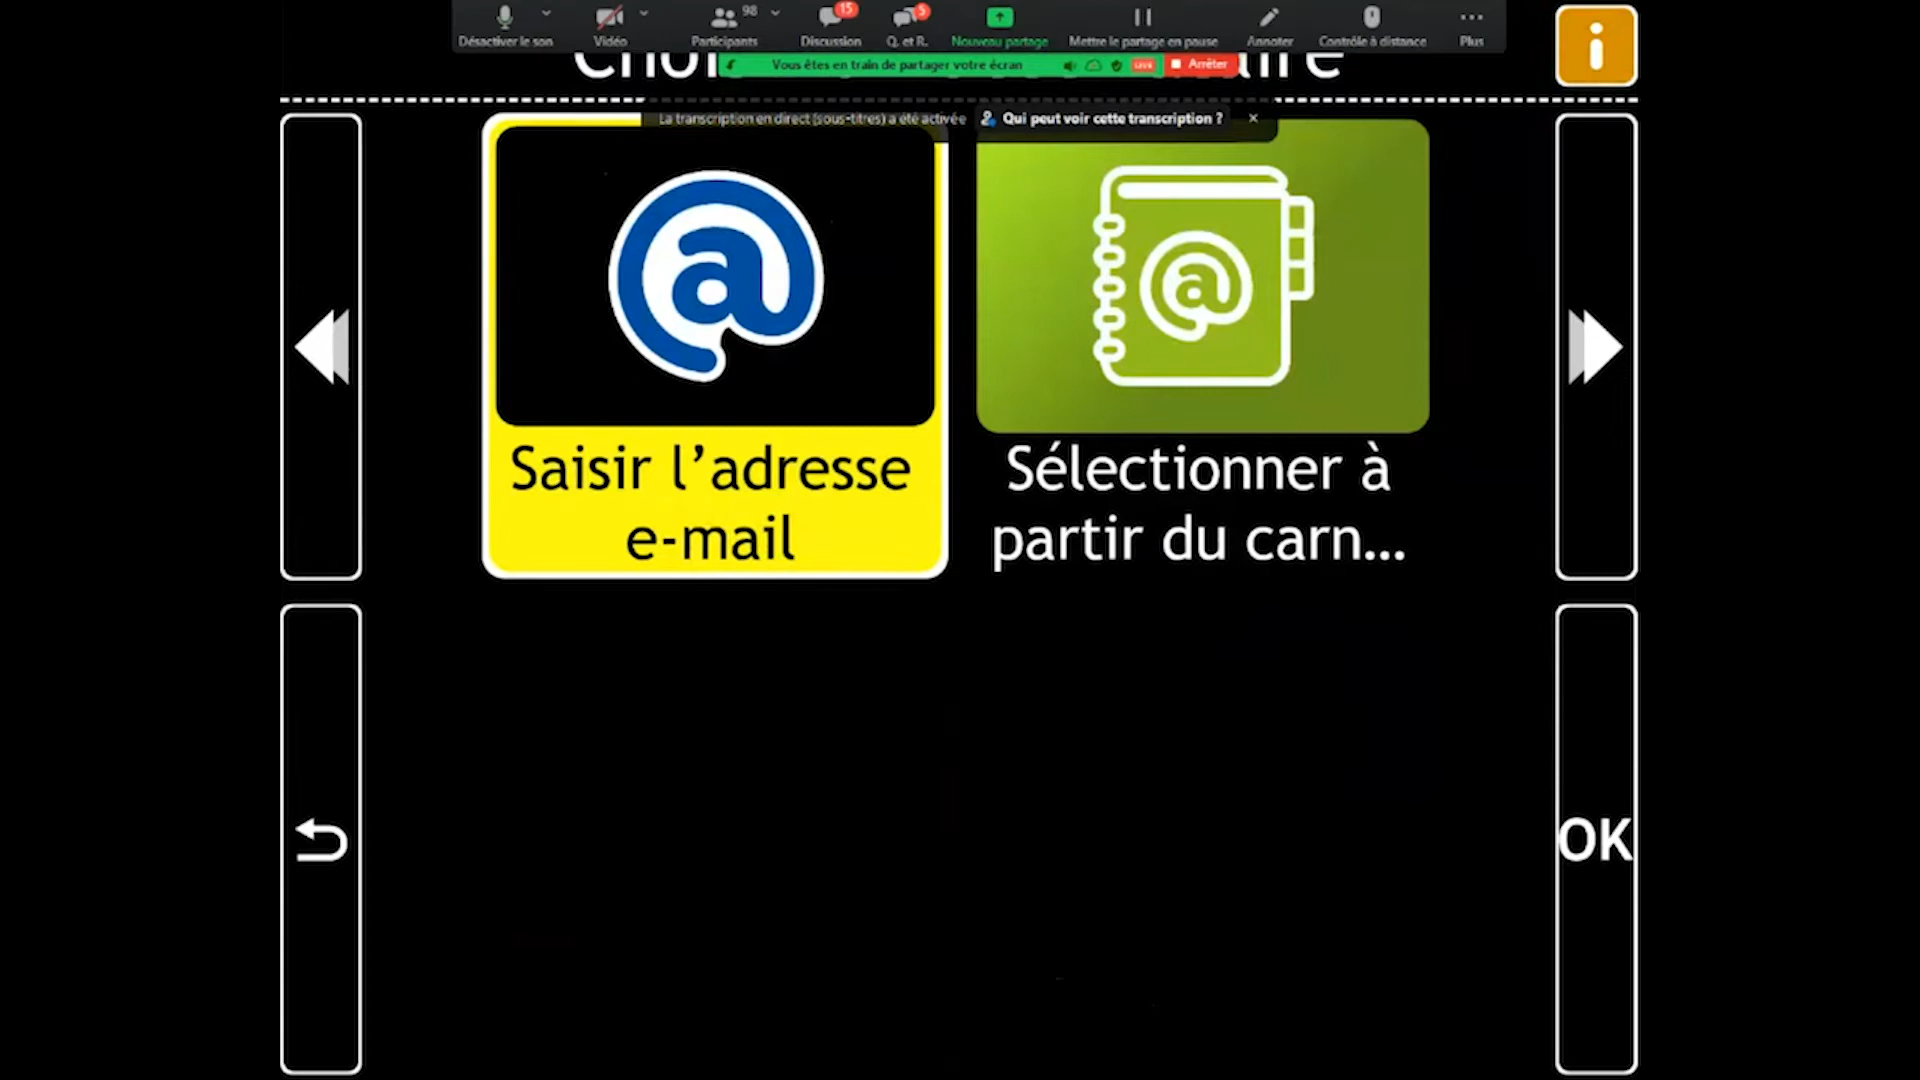 Désactiver le son
Vidéo
98
Participants
15
Discussion
5
Q. et R.
Nouveau partage
Mettre le partage en pause
Annoter
Contrôle à distance
Plus
Vous êtes en train de partager votre écran
LIVE
Arrêter
La transcription en direct (sous-titres) a été activée
Qui peut voir cette transcription ?
Saisir l’adresse
e-mail
Sélectionner à
partir du carn...
OK